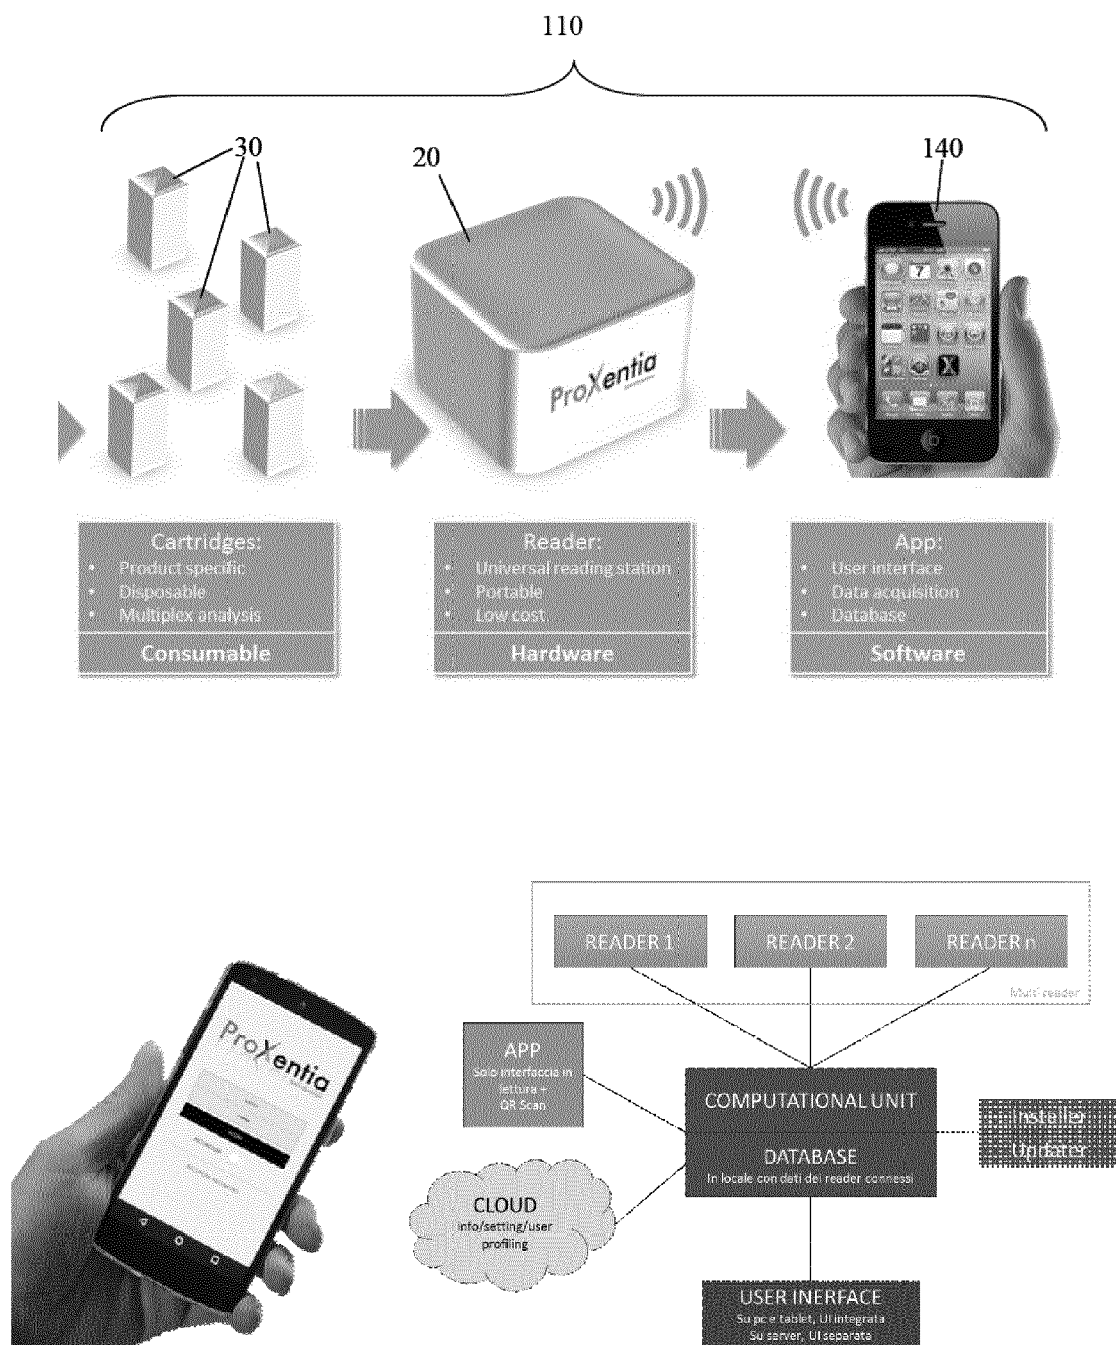 110
30
20
140
7
X
ProXentia
Cartridges:
• Product specific
• Disposable
• Multiplex analysis
Consumable
Reader:
• Universal reading station
• Portable
• Low cost
Hardware
App:
• User interface
• Data acquisition
• Database
Software
ProXentia
READER 1
READER 2
READER n
Multi reader
APP
Solo interfaccia in
lettura +
QR Scan
COMPUTATIONAL UNIT
DATABASE
In locale con dati dei reader connessi
Installer
Updater
CLOUD
info/setting/user
profiling
USER INERFACE
Su pc e tablet, UI integrata
Su server, UI separata